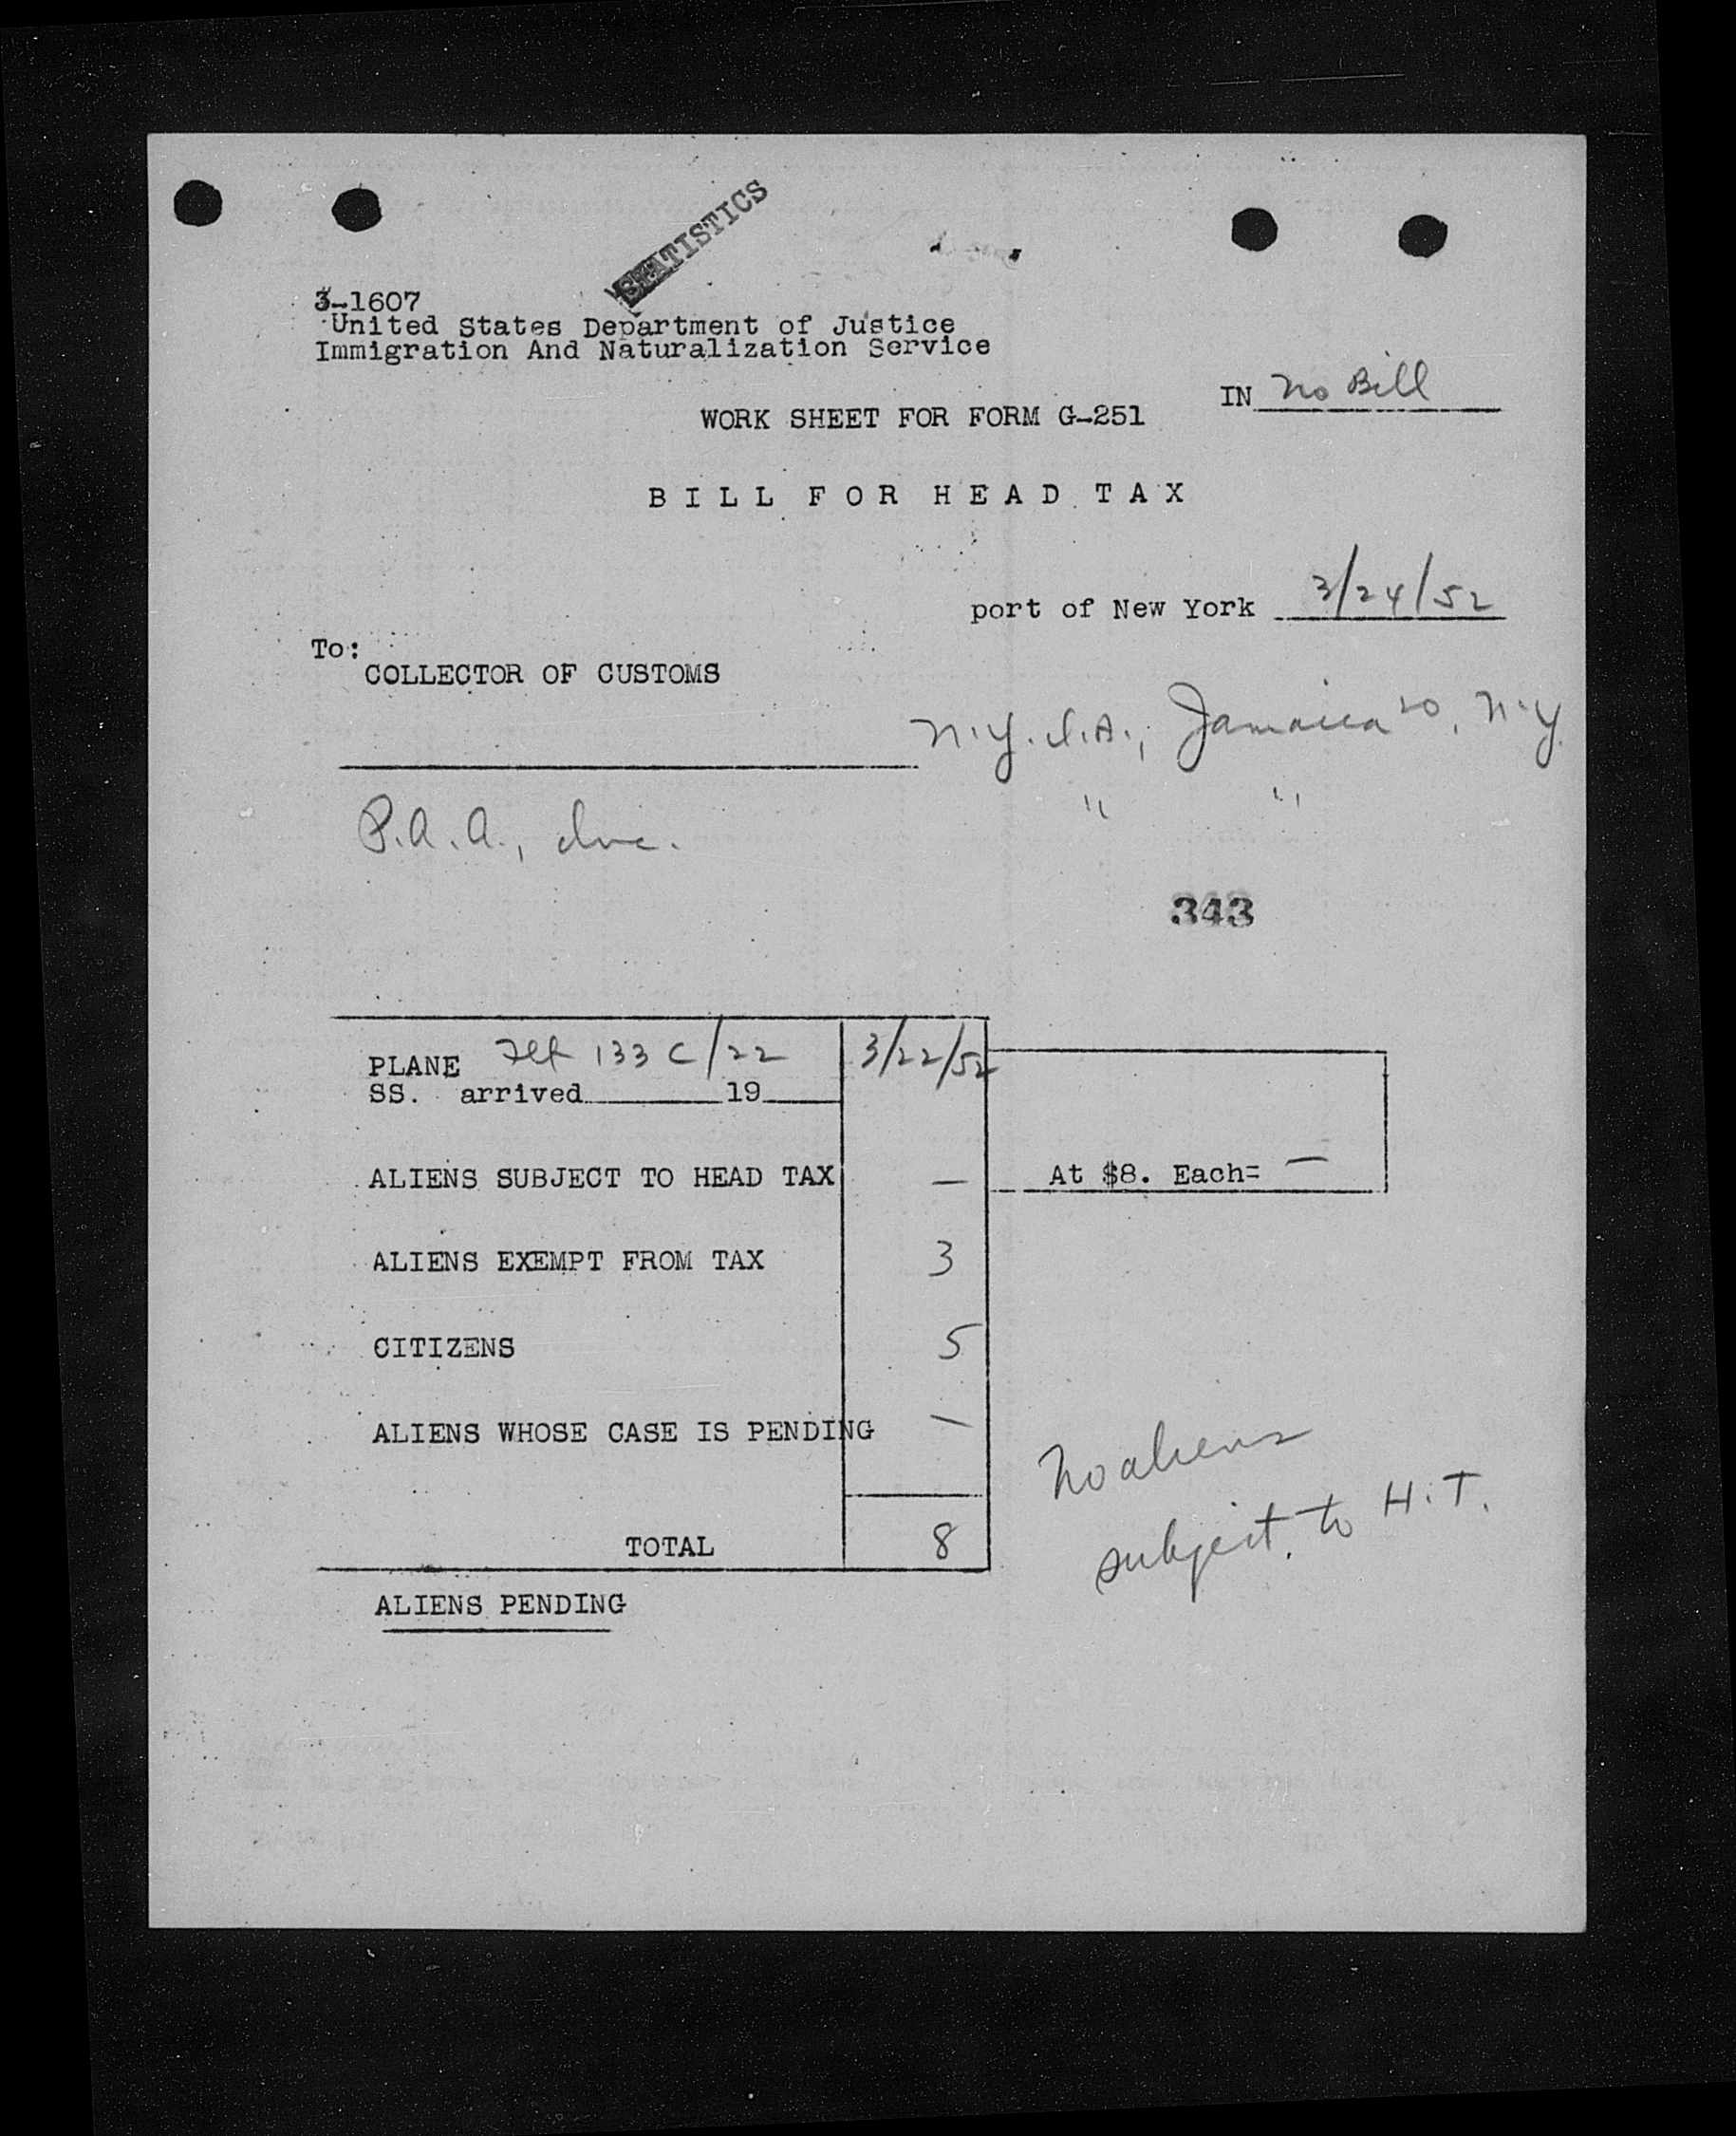 STATISTICS
3-1607
United States Department of Justice
Immigration And Naturalization Service
IN No Bill
WORK SHEET FOR FORM G-251
BILL FOR HEAD TAX
port of New York 3/24/52
To:
COLLECTOR OF CUSTOMS
N.Y.I.A., Jamaica 20, N.Y.
P.A.A., Inc. " "
343
PLANE Flt 133 C/22 3/22/52
SS. arrived 19
ALIENS SUBJECT TO HEAD TAX — At $8. Each= —
ALIENS EXEMPT FROM TAX 3
CITIZENS 5
ALIENS WHOSE CASE IS PENDING —
No aliens
subject to H.T.
TOTAL 8
ALIENS PENDING